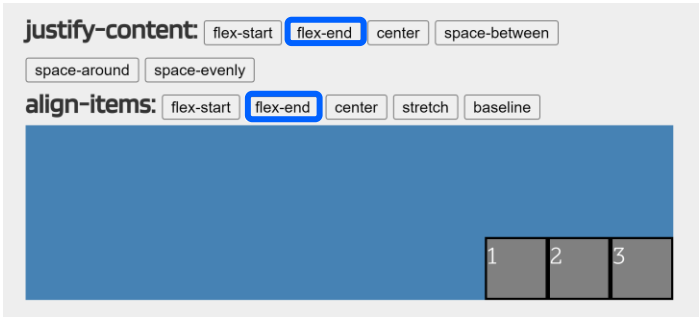 justify-content: flex-start flex-end center space-between
space-around space-evenly
align-items: flex-start flex-end center stretch baseline
1 2 3